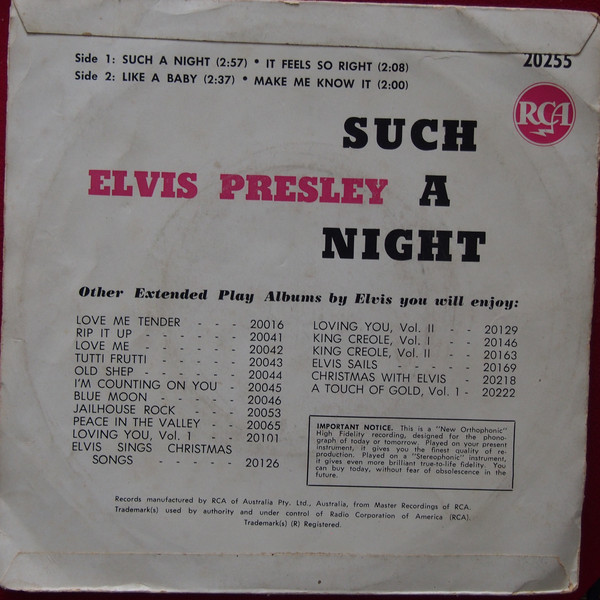 Side 1: SUCH A NIGHT (2:57) • IT FEELS SO RIGHT (2:08)
Side 2: LIKE A BABY (2:37) • MAKE ME KNOW IT (2:00)
20255
RCA
SUCH
ELVIS PRESLEY A
NIGHT
Other Extended Play Albums by Elvis you will enjoy:
LOVE ME TENDER - - - 20016
RIP IT UP - - - - - 20041
LOVE ME - - - - - 20042
TUTTI FRUTTI - - - - 20043
OLD SHEP - - - - - 20044
I'M COUNTING ON YOU - 20045
BLUE MOON - - - - 20046
JAILHOUSE ROCK - - - 20053
PEACE IN THE VALLEY - - 20065
LOVING YOU, Vol. 1 - - 20101
ELVIS SINGS CHRISTMAS
SONGS - - - - - 20126
LOVING YOU, Vol. II - - 20129
KING CREOLE, Vol. I - - 20146
KING CREOLE, Vol. II - - 20163
ELVIS SAILS - - - - 20169
CHRISTMAS WITH ELVIS - 20218
A TOUCH OF GOLD, Vol. 1 - 20222
IMPORTANT NOTICE. This is a "New Orthophonic"
High Fidelity recording, designed for the phono-
graph of today or tomorrow. Played on your present
instrument, it gives you the finest quality of re-
production. Played on a "Stereophonic" instrument,
it gives even more brilliant true-to-life fidelity. You
can buy today, without fear of obsolescence in the
future.
Records manufactured by RCA of Australia Pty. Ltd., Australia, from Master Recordings of RCA.
Trademark(s) used by authority and under control of Radio Corporation of America (RCA).
Trademark(s) (R) Registered.